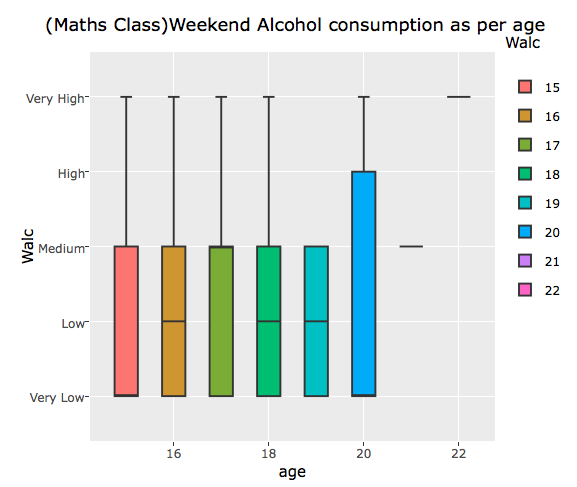 (Maths Class)Weekend Alcohol consumption as per age
Walc
15
16
17
18
19
20
21
22
Very High
High
Medium
Low
Very Low
Walc
16
18
20
22
age